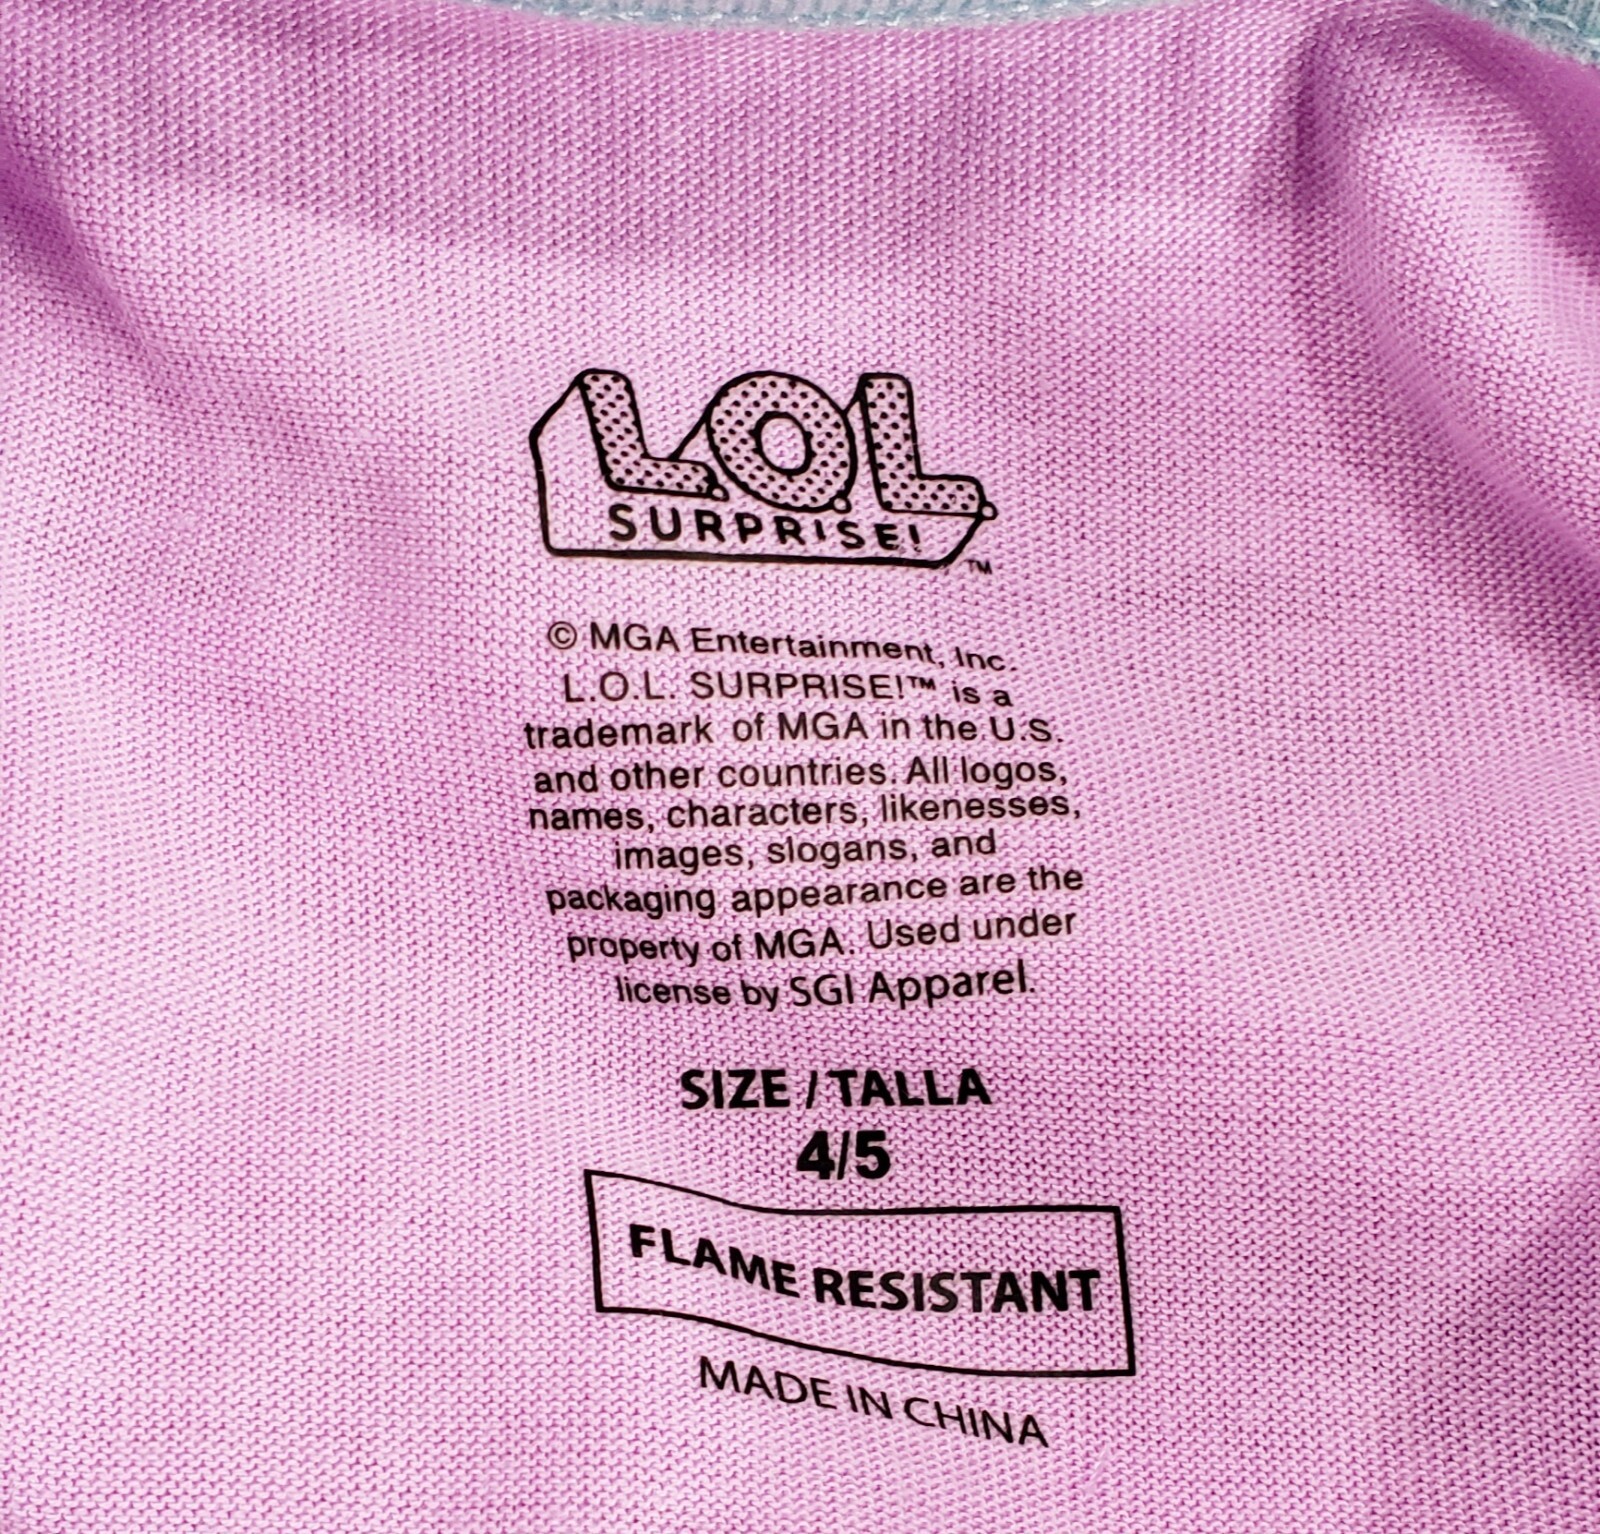 L.O.L.
SURPRISE!
TM
© MGA Entertainment, Inc.
L.O.L. SURPRISE!™ is a
trademark of MGA in the U.S.
and other countries. All logos,
names, characters, likenesses,
images, slogans, and
packaging appearance are the
property of MGA. Used under
license by SGI Apparel.
SIZE / TALLA
4/5
FLAME RESISTANT
MADE IN CHINA